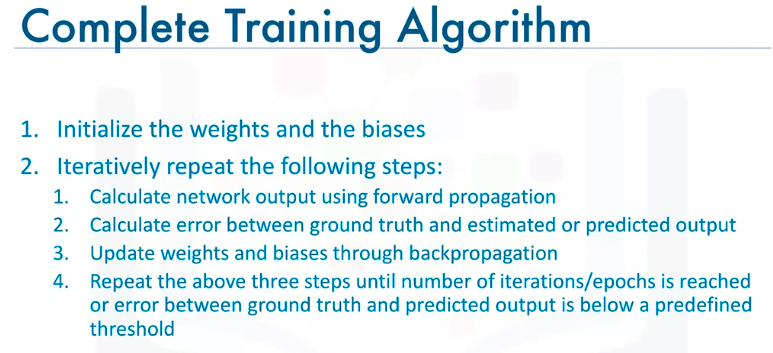 Complete Training Algorithm
1. Initialize the weights and the biases
2. Iteratively repeat the following steps:
1. Calculate network output using forward propagation
2. Calculate error between ground truth and estimated or predicted output
3. Update weights and biases through backpropagation
4. Repeat the above three steps until number of iterations/epochs is reached
or error between ground truth and predicted output is below a predefined
threshold